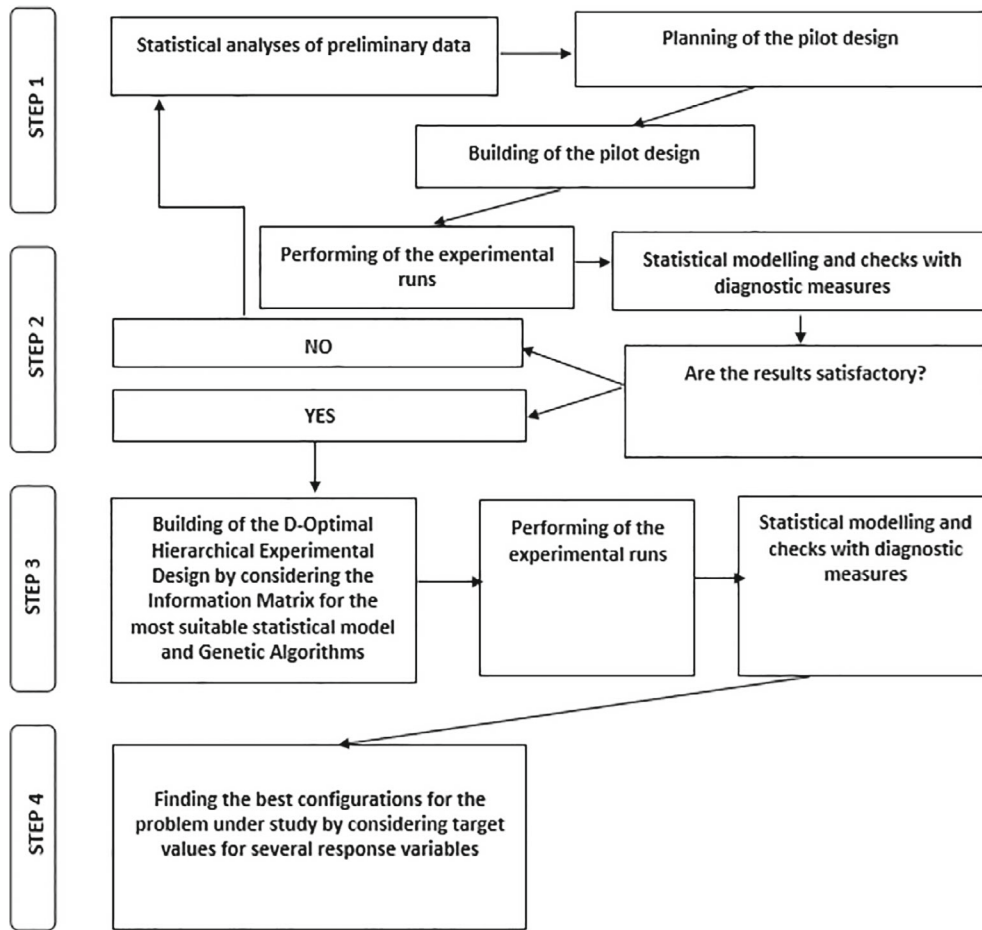 STEP 1
Statistical analyses of preliminary data
Planning of the pilot design
Building of the pilot design
STEP 2
Performing of the experimental
runs
Statistical modelling and checks with
diagnostic measures
NO
Are the results satisfactory?
YES
STEP 3
Building of the D-Optimal
Hierarchical Experimental
Design by considering the
Information Matrix for the
most suitable statistical model
and Genetic Algorithms
Performing of the
experimental runs
Statistical modelling and
checks with diagnostic
measures
STEP 4
Finding the best configurations for the
problem under study by considering target
values for several response variables